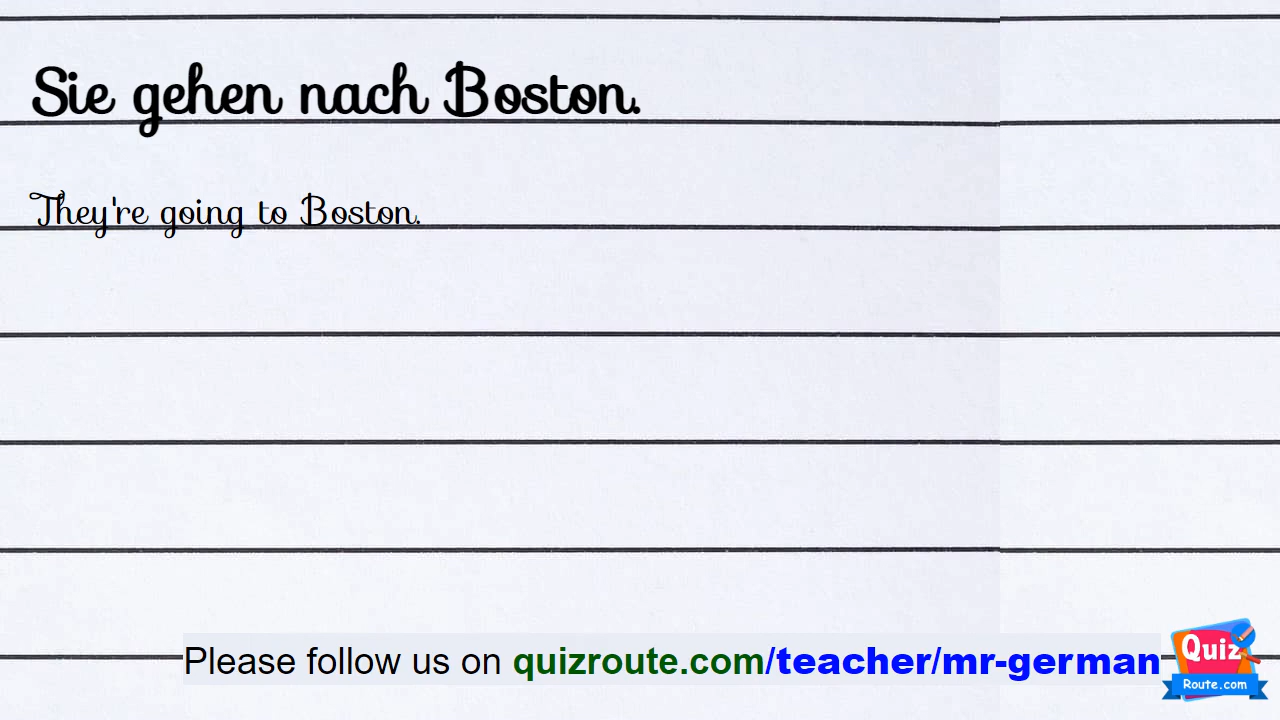 Sie gehen nach Boston.
They're going to Boston.
Please follow us on quizroute.com/teacher/mr-german
Quiz
Route.com